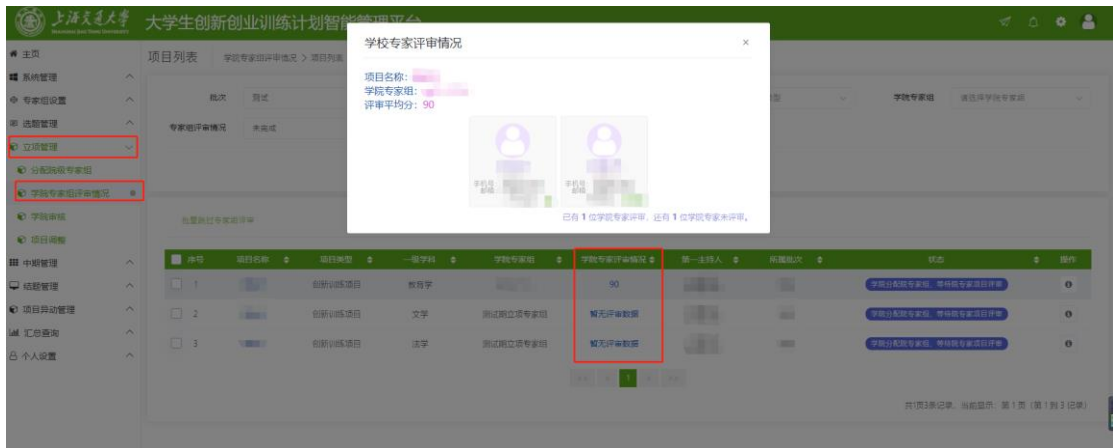 上海交通大学
SHANGHAI JIAO TONG UNIVERSITY
大学生创新创业训练计划智能管理平台
主页
系统管理
专家组设置
选题管理
立项管理
分配院级专家组
学院专家组评审情况
学院审核
项目调整
中期管理
结题管理
项目异动管理
汇总查询
个人设置
项目列表 学院专家组评审情况 > 项目列表
批次 测试
学院专家组 请选择学院专家组
专家组评审情况 未完成
学校专家评审情况 ×
项目名称:
学院专家组:
评审平均分: 90
手机号: 手机号:
邮箱: 邮箱:
已有 1 位学院专家评审, 还有 1 位学院专家未评审。
批量跳过专家组评审
序号 项目名称 项目类型 一级学科 学院专家组 学院专家评审情况 第一主持人 所属批次 状态 操作
1 创新训练项目 教育学 90 学院分配院专家组, 等待院专家项目评审
2 创新训练项目 文学 测试期立项专家组 暂无评审数据 学院分配院专家组, 等待院专家项目评审
3 创新训练项目 法学 测试期立项专家组 暂无评审数据 学院分配院专家组, 等待院专家项目评审
<< < 1 > >>
共1页3条记录, 当前显示: 第 1 页 (第 1 到 3 记录)